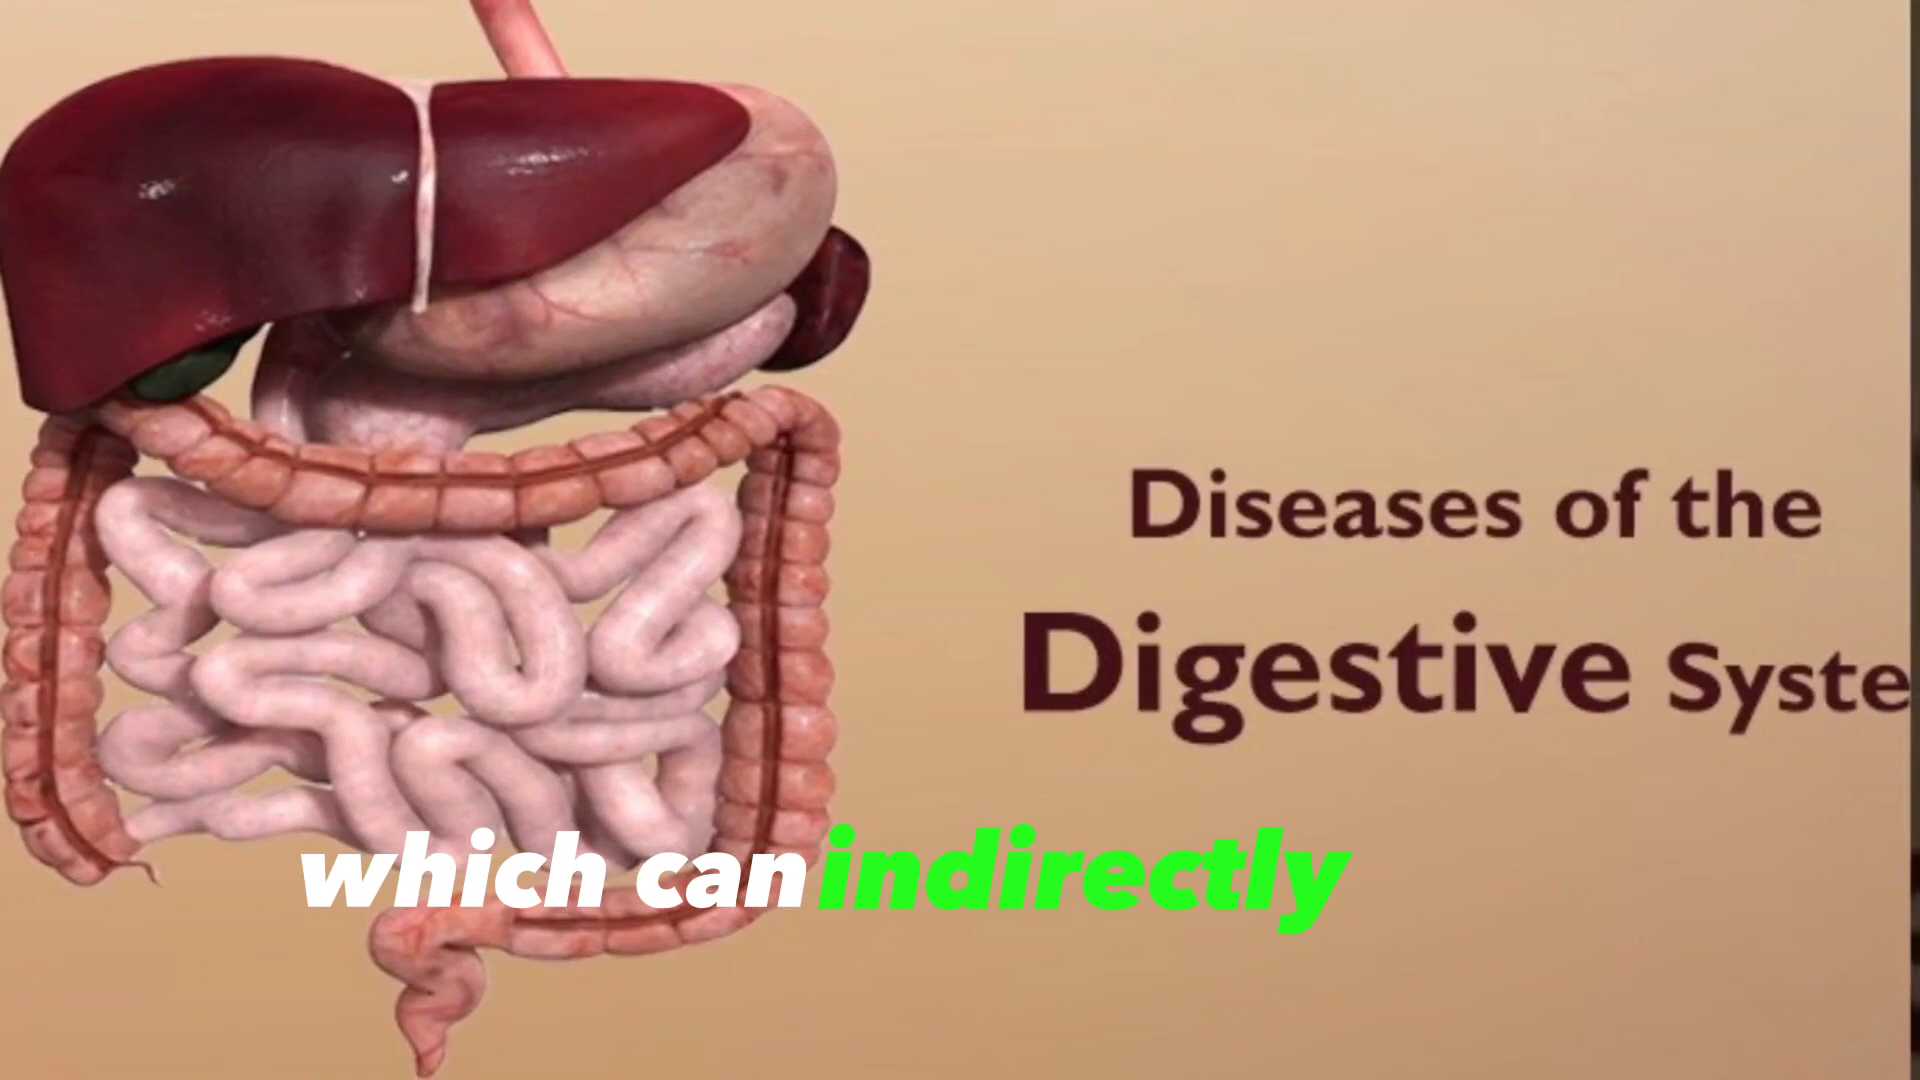 Diseases of the
Digestive Syste
which can indirectly